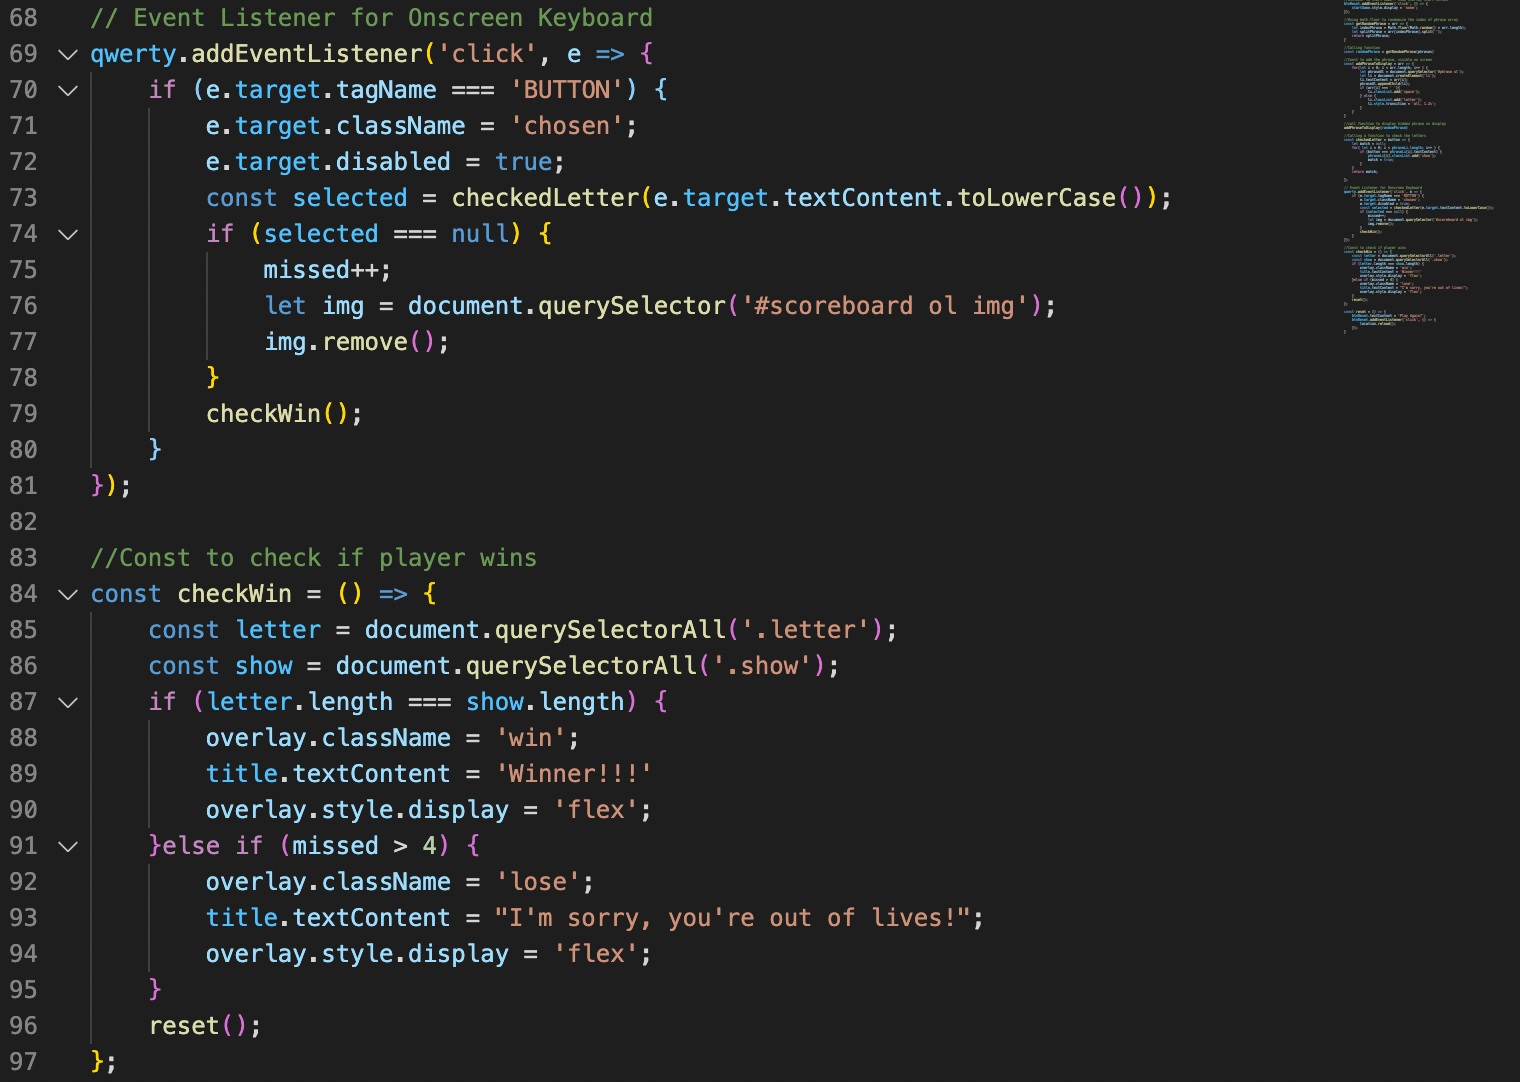 68 // Event Listener for Onscreen Keyboard
69 qwerty.addEventListener('click', e => {
70     if (e.target.tagName === 'BUTTON') {
71         e.target.className = 'chosen';
72         e.target.disabled = true;
73         const selected = checkedLetter(e.target.textContent.toLowerCase());
74         if (selected === null) {
75             missed++;
76             let img = document.querySelector('#scoreboard ol img');
77             img.remove();
78         }
79         checkWin();
80     }
81 });
82
83 //Const to check if player wins
84 const checkWin = () => {
85     const letter = document.querySelectorAll('.letter');
86     const show = document.querySelectorAll('.show');
87     if (letter.length === show.length) {
88         overlay.className = 'win';
89         title.textContent = 'Winner!!!'
90         overlay.style.display = 'flex';
91     }else if (missed > 4) {
92         overlay.className = 'lose';
93         title.textContent = "I'm sorry, you're out of lives!";
94         overlay.style.display = 'flex';
95     }
96     reset();
97 };